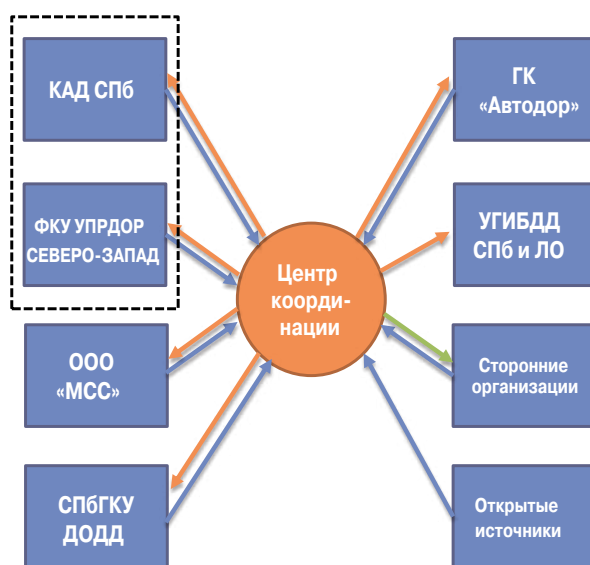 КАД СПб
ГК
«Автодор»
ФКУ УПРДОР
СЕВЕРО-ЗАПАД
УГИБДД
СПб и ЛО
Центр
коорди-
нации
ООО
«МСС»
Сторонние
организации
СПбГКУ
ДОДД
Открытые
источники